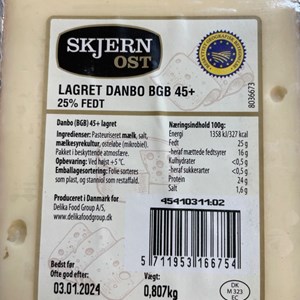 SKJERN
OST
LAGRET DANBO BGB 45+
25% FEDT
8036673
Danbo (BGB) 45+ lagret
Ingredienser: Pasteuriseret mælk, salt,
mælkesyrekultur, osteløbe (mikrobiel).
Pakket i beskyttende atmosfære.
Opbevaring: Ved højst +5 °C.
Emballagesortering: Folie sorteres
som plast, og stanniol som restaffald.
Næringsindhold 100g:
Energi 1358 kJ/327 kcal
Fedt 25 g
-heraf mættede fedtsyrer 16 g
Kulhydrater <0,5 g
-heraf sukkerarter <0,5 g
Protein 24 g
Salt 1,6 g
Produceret i Danmark for
Delika Food Group A/S,
www.delikafoodgroup.dk
45410311:02
5 711953 166754
Bedst før
Ofte god efter:
03.01.2024
Vægt:
0,807kg
DK
M 323